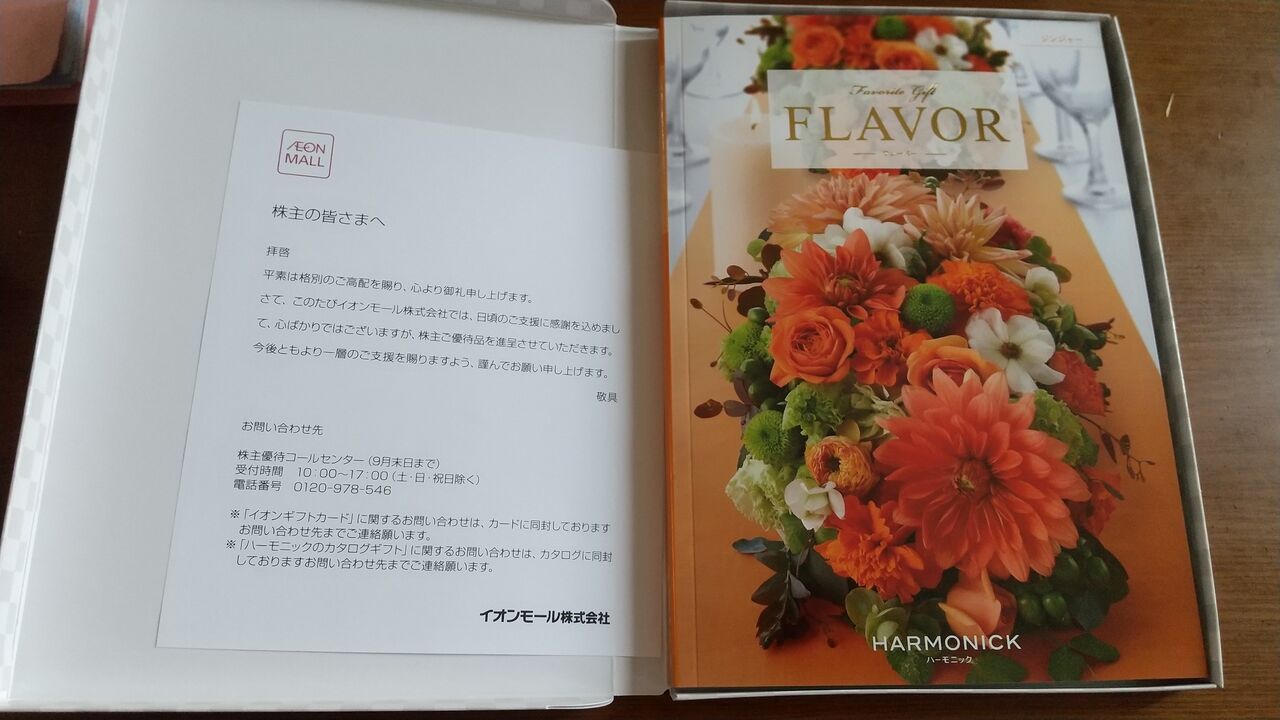 ÆON
MALL
株主の皆さまへ
拝啓
平素は格別のご高配を賜り、心より御礼申し上げます。
さて、このたびイオンモール株式会社では、日頃のご支援に感謝を込めまし
て、心ばかりではございますが、株主ご優待品を進呈させていただきます。
今後ともより一層のご支援を賜りますよう、謹んでお願い申し上げます。
敬具
お問い合わせ先
株主優待コールセンター(9月末日まで)
受付時間 10:00〜17:00(土・日・祝日除く)
電話番号 0120-978-546
※「イオンギフトカード」に関するお問い合わせは、カードに同封しております
お問い合わせ先までご連絡願います。
※「ハーモニックのカタログギフト」に関するお問い合わせは、カタログに同封
しておりますお問い合わせ先までご連絡願います。
イオンモール株式会社
ジンジャー
Favorite Gift
FLAVOR
HARMONICK
ハーモニック